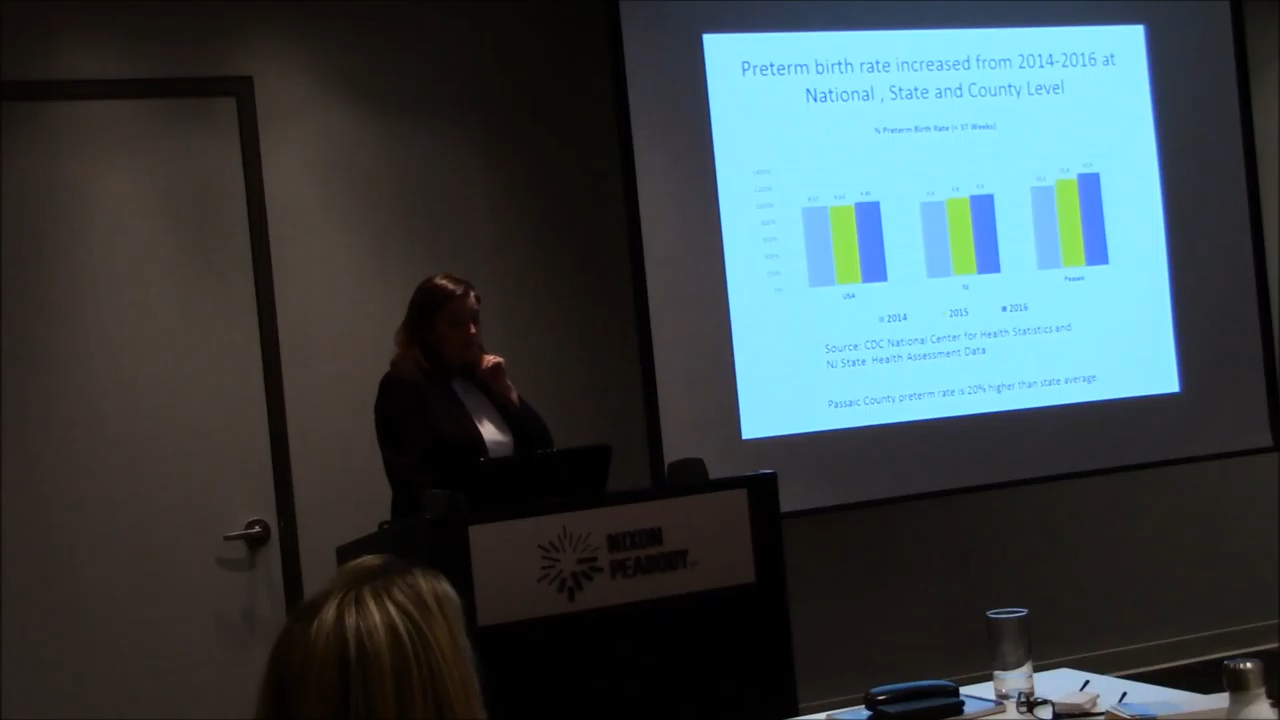 Preterm birth rate increased from 2014-2016 at
National , State and County Level
% Preterm Birth Rate (< 37 Weeks)
USA
NJ
Passaic
2014 2015 2016
Source: CDC National Center for Health Statistics and
NJ State Health Assessment Data
Passaic County preterm rate is 20% higher than state average.
NIXON
PEABODY